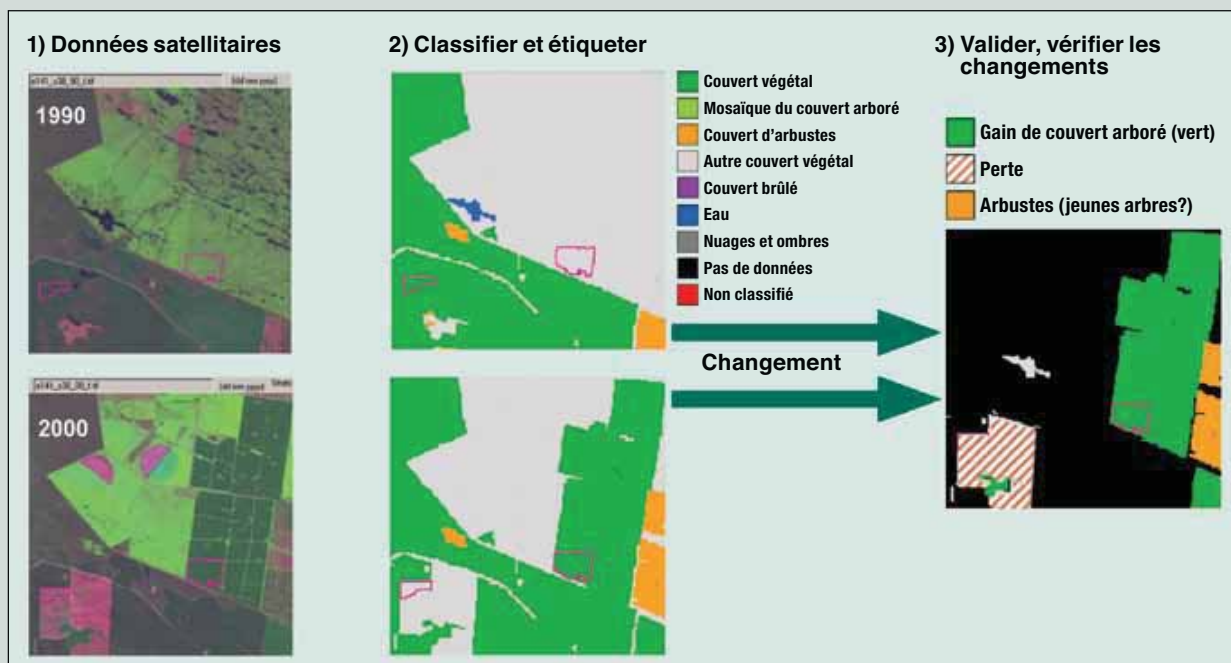 1) Données satellitaires
2) Classifier et étiqueter
3) Valider, vérifier les
changements
1990
2000
Couvert végétal
Mosaïque du couvert arboré
Couvert d'arbustes
Autre couvert végétal
Couvert brûlé
Eau
Nuages et ombres
Pas de données
Non classifié
Changement
Gain de couvert arboré (vert)
Perte
Arbustes (jeunes arbres?)